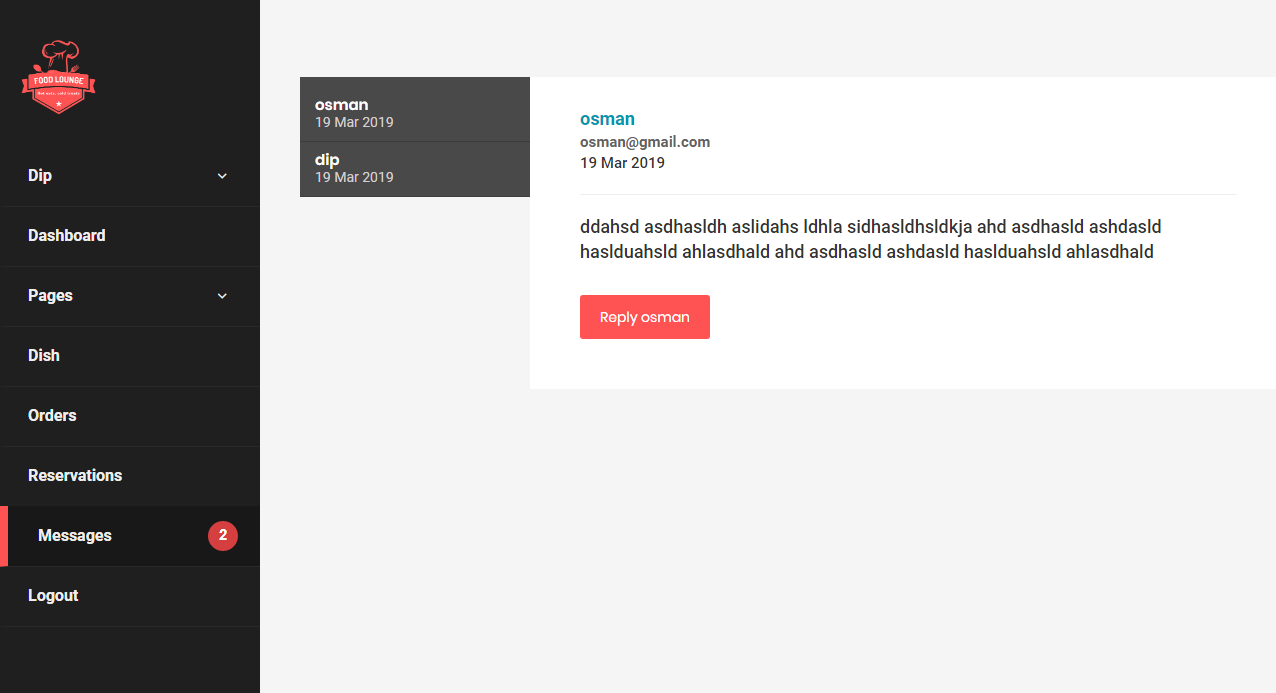 FOOD LOUNGE
Dip
Dashboard
Pages
Dish
Orders
Reservations
Messages 2
Logout
osman
19 Mar 2019
dip
19 Mar 2019
osman
osman@gmail.com
19 Mar 2019
ddahsd asdhasldh aslidahs ldhla sidhasldhsldkja ahd asdhasld ashdasld
haslduahsld ahlasdhald ahd asdhasld ashdasld haslduahsld ahlasdhald
Reply osman